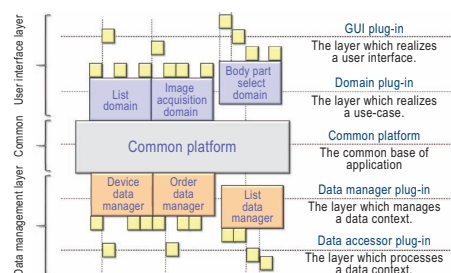 User interface layer
Common
Data management layer
List
domain
Image
acquisition
domain
Body part
select
domain
Common platform
Device
data
manager
Order
data
manager
List
data
manager
GUI plug-in
The layer which realizes
a user interface.
Domain plug-in
The layer which realizes
a use-case.
Common platform
The common base of
application
Data manager plug-in
The layer which manages
a data context.
Data accessor plug-in
The layer which processes
a data context.